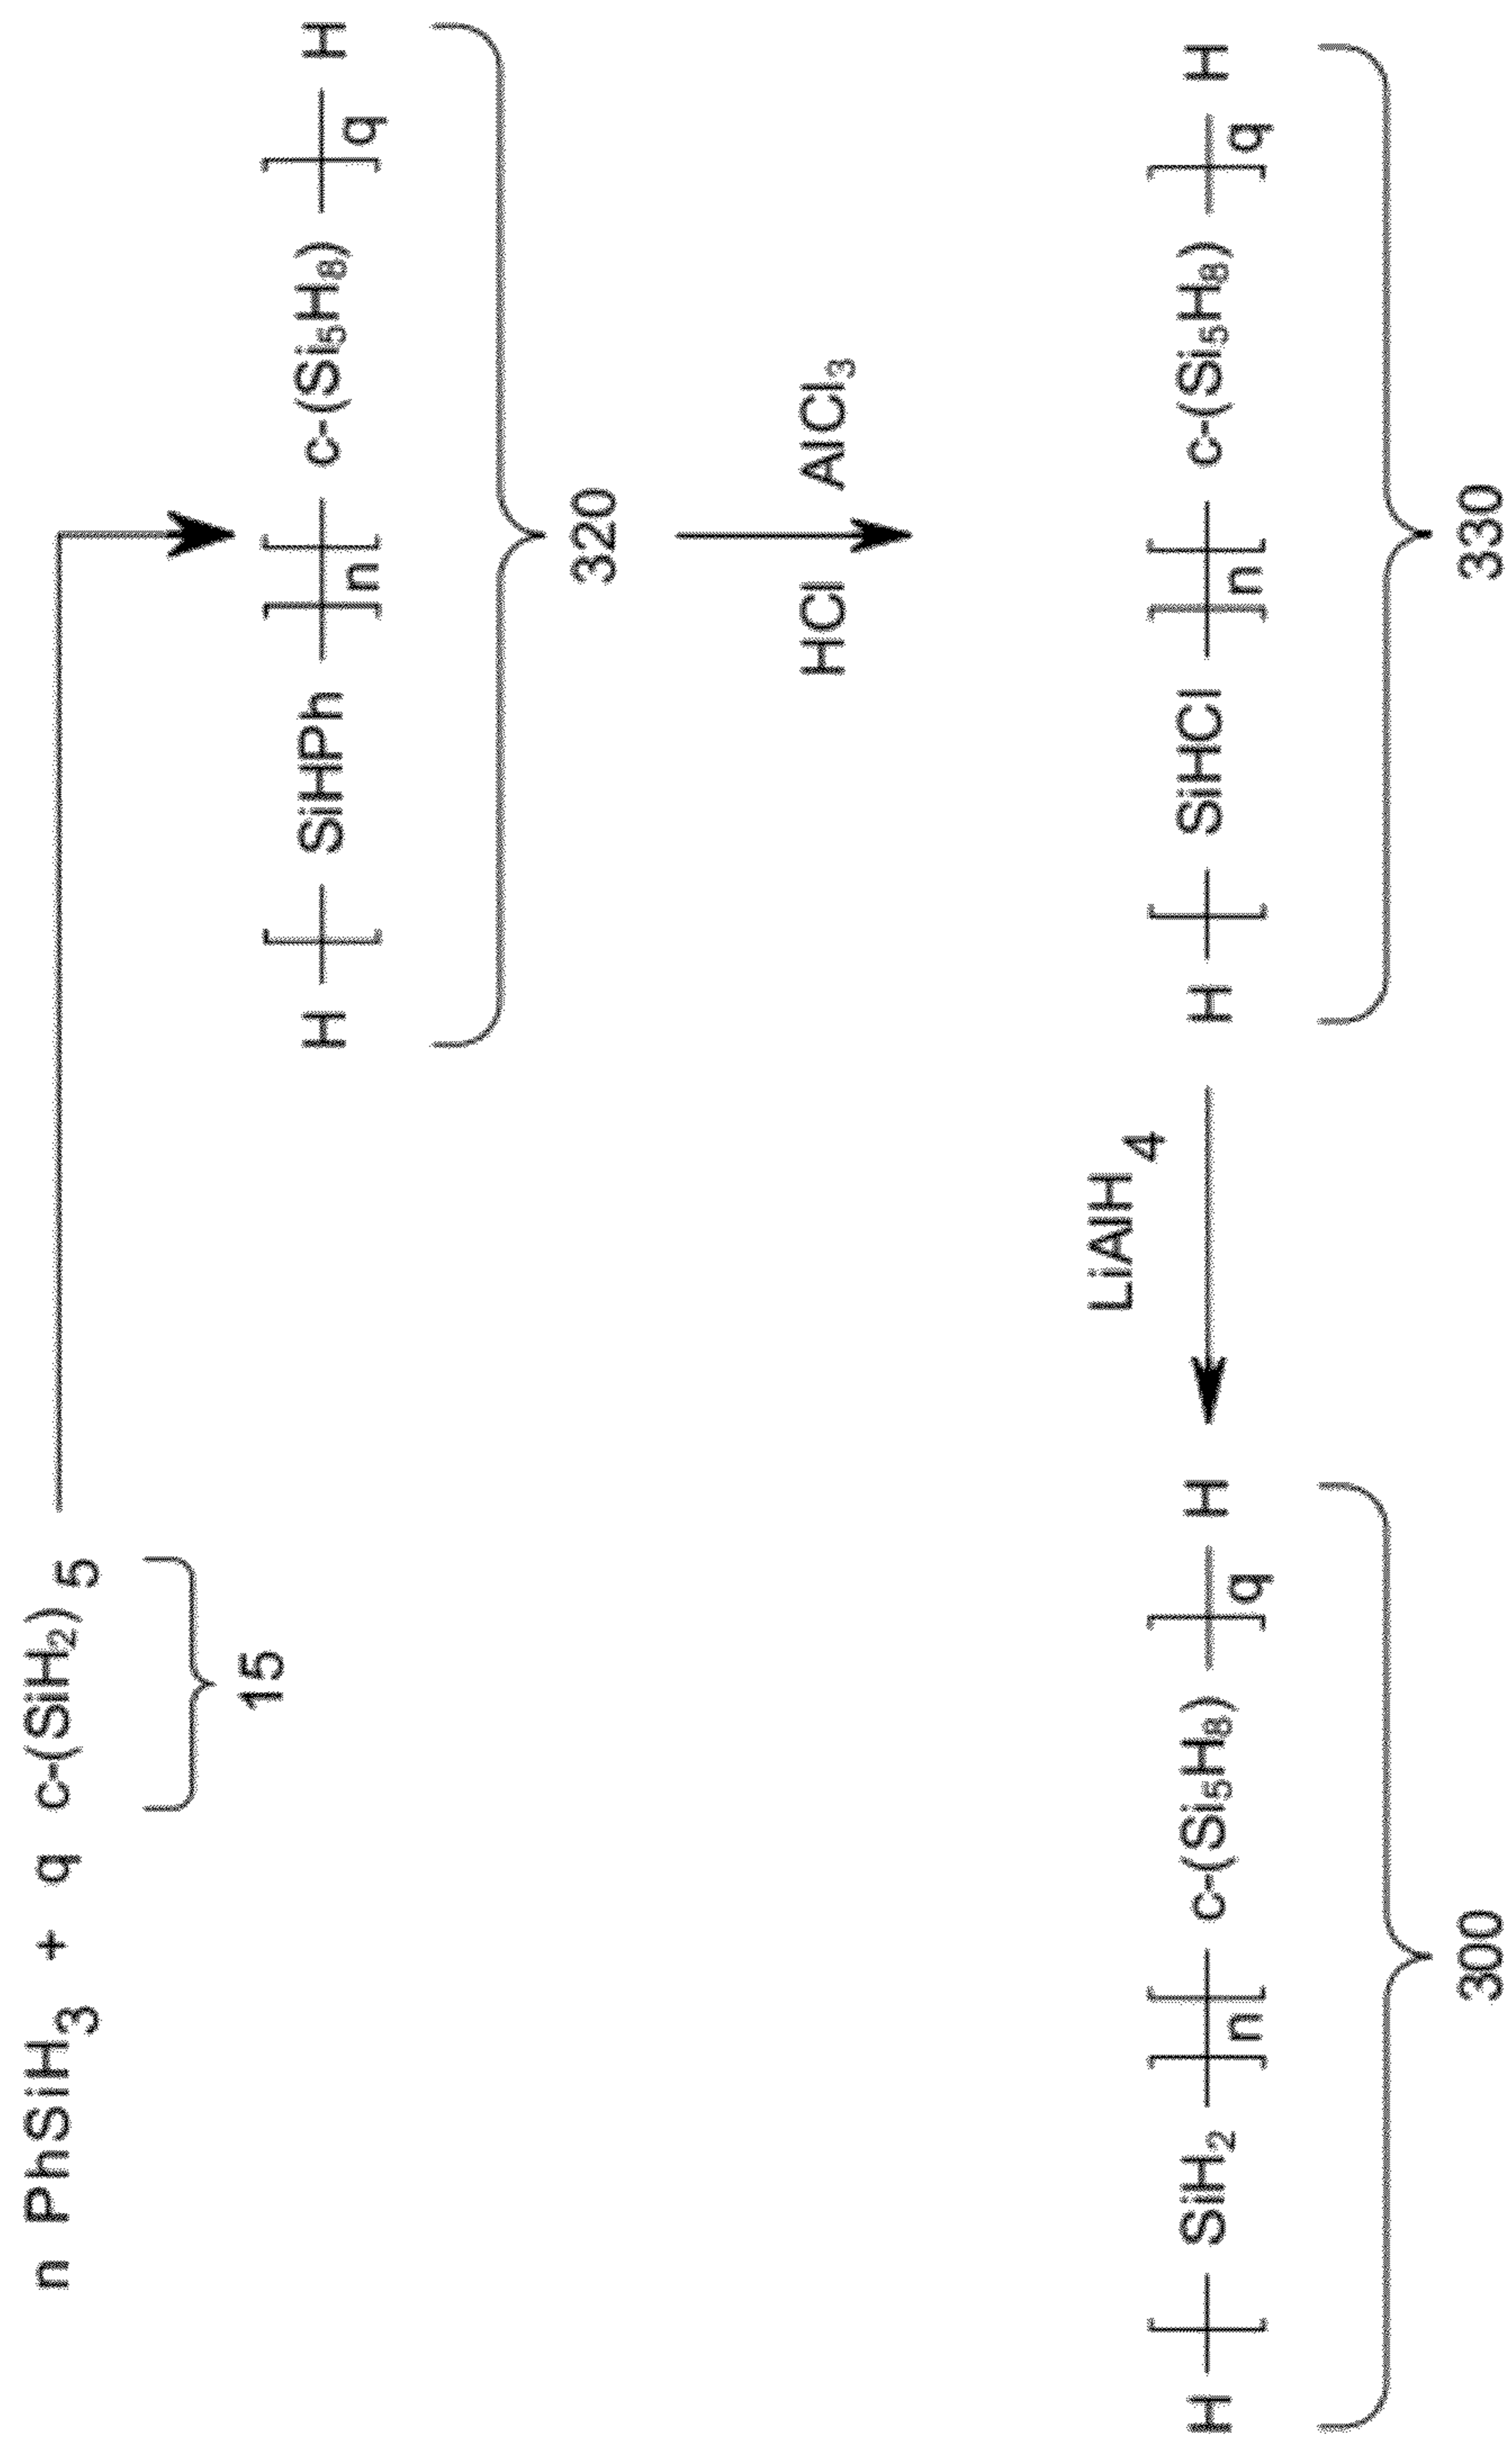 n PhSiH3 + q c-(SiH2)5
15
H [ SiHPh ]n [ c-(Si5H8) ]q H
320
HCl AlCl3
H [ SiHCl ]n [ c-(Si5H8) ]q H
330
LiAlH4
H [ SiH2 ]n [ c-(Si5H8) ]q H
300